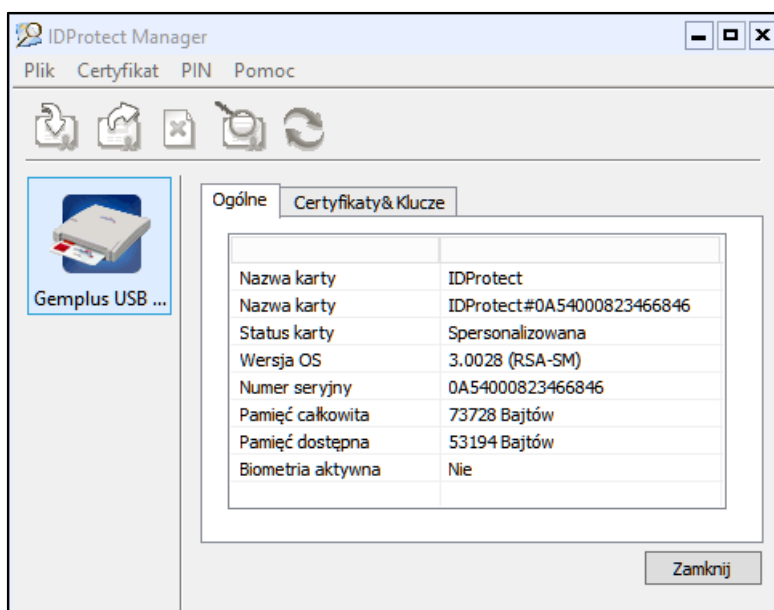 IDProtect Manager
Plik Certyfikat PIN Pomoc
Gemplus USB ...
Ogólne Certyfikaty& Klucze
Nazwa karty IDProtect
Nazwa karty IDProtect#0A54000823466846
Status karty Spersonalizowana
Wersja OS 3.0028 (RSA-SM)
Numer seryjny 0A54000823466846
Pamięć całkowita 73728 Bajtów
Pamięć dostępna 53194 Bajtów
Biometria aktywna Nie
Zamknij